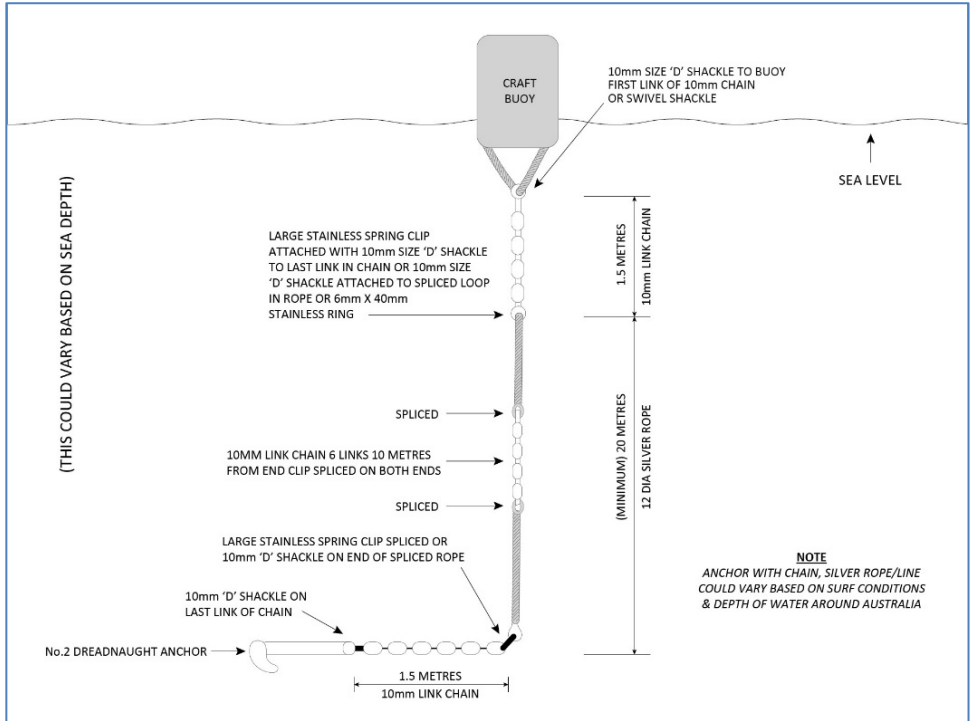 CRAFT
BUOY
10mm SIZE 'D' SHACKLE TO BUOY
FIRST LINK OF 10mm CHAIN
OR SWIVEL SHACKLE
SEA LEVEL
(THIS COULD VARY BASED ON SEA DEPTH)
LARGE STAINLESS SPRING CLIP
ATTACHED WITH 10mm SIZE 'D' SHACKLE
TO LAST LINK IN CHAIN OR 10mm SIZE
'D' SHACKLE ATTACHED TO SPLICED LOOP
IN ROPE OR 6mm X 40mm
STAINLESS RING
1.5 METRES
10mm LINK CHAIN
SPLICED
10MM LINK CHAIN 6 LINKS 10 METRES
FROM END CLIP SPLICED ON BOTH ENDS
SPLICED
(MINIMUM) 20 METRES
12 DIA SILVER ROPE
LARGE STAINLESS SPRING CLIP SPLICED OR
10mm 'D' SHACKLE ON END OF SPLICED ROPE
NOTE
ANCHOR WITH CHAIN, SILVER ROPE/LINE
COULD VARY BASED ON SURF CONDITIONS
& DEPTH OF WATER AROUND AUSTRALIA
10mm 'D' SHACKLE ON
LAST LINK OF CHAIN
No.2 DREADNAUGHT ANCHOR
1.5 METRES
10mm LINK CHAIN